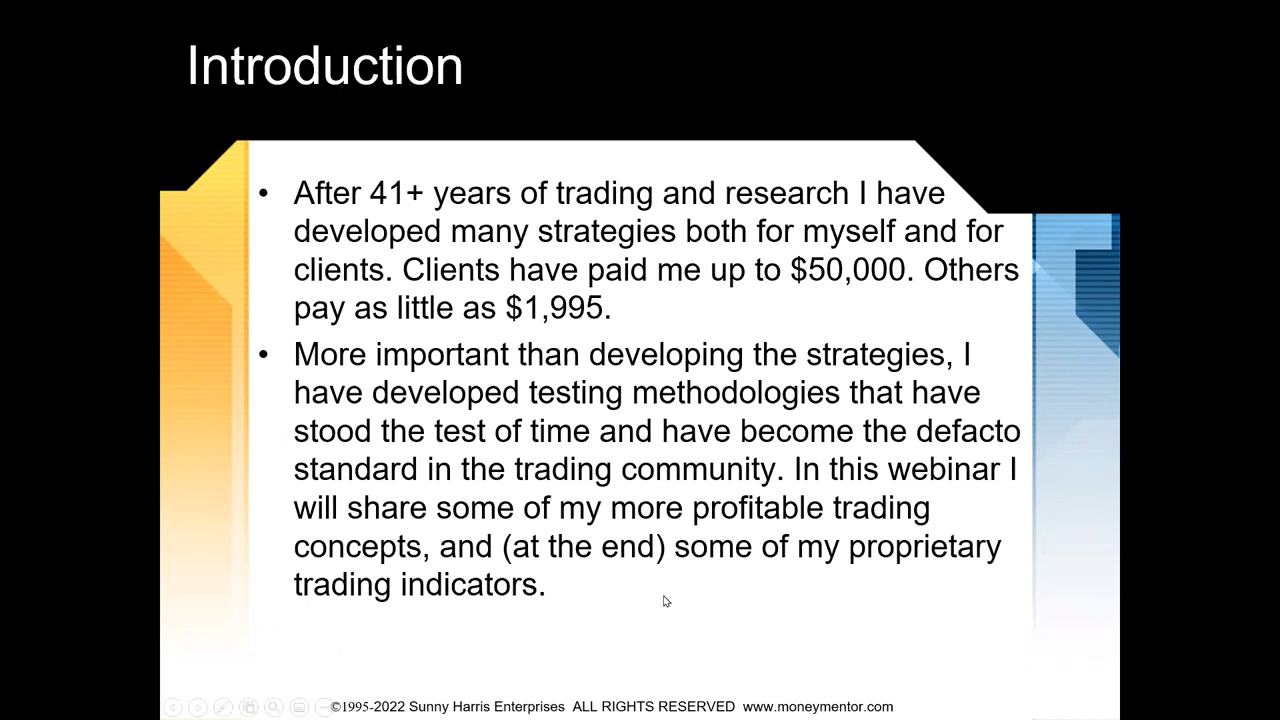 Introduction
• After 41+ years of trading and research I have
developed many strategies both for myself and for
clients. Clients have paid me up to $50,000. Others
pay as little as $1,995.
• More important than developing the strategies, I
have developed testing methodologies that have
stood the test of time and have become the defacto
standard in the trading community. In this webinar I
will share some of my more profitable trading
concepts, and (at the end) some of my proprietary
trading indicators.
©1995-2022 Sunny Harris Enterprises ALL RIGHTS RESERVED www.moneymentor.com